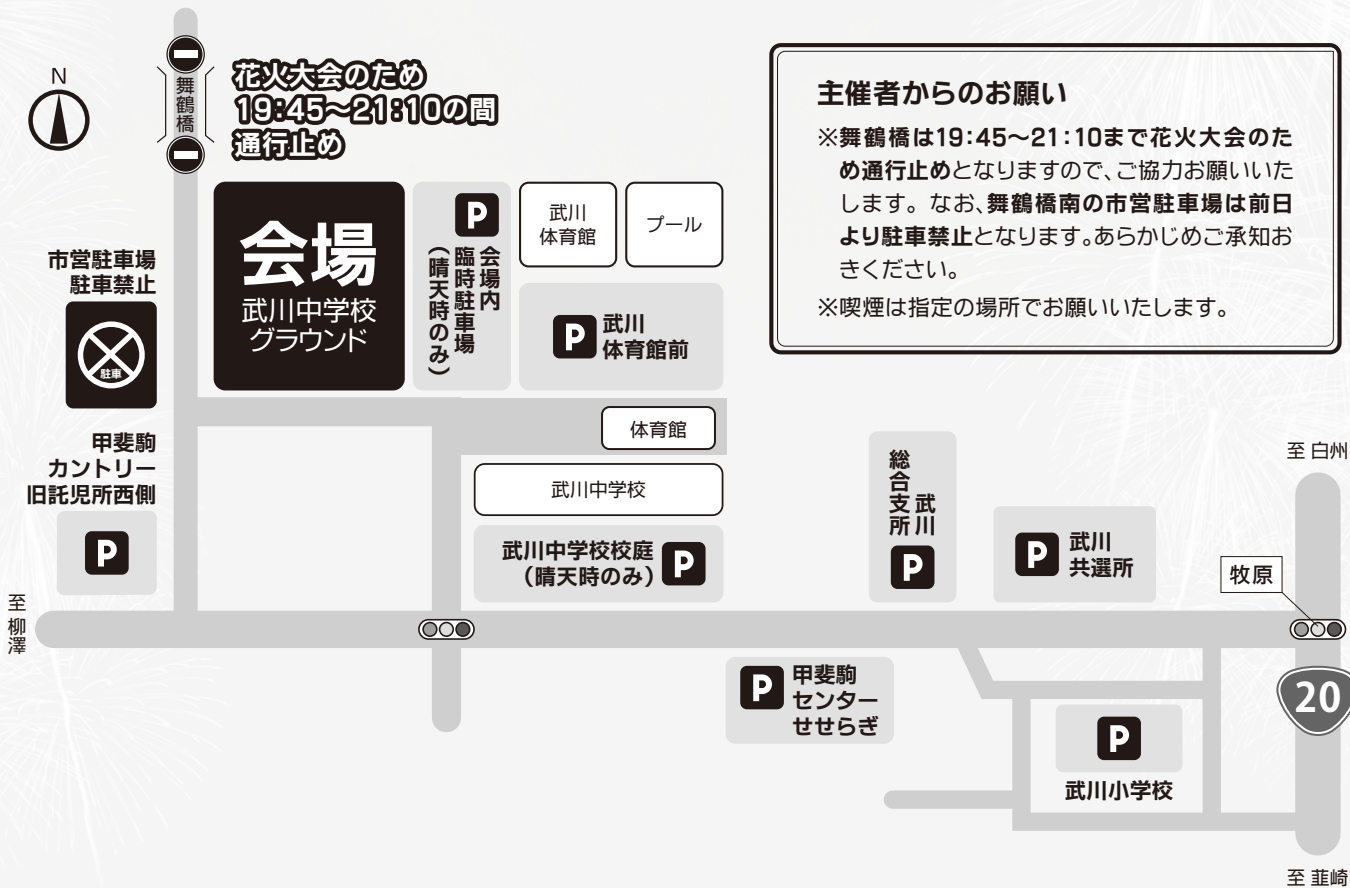 N
舞鶴橋
花火大会のため
19:45～21:10の間
通行止め
主催者からのお願い
※舞鶴橋は19:45～21:10まで花火大会のた
め通行止めとなりますので、ご協力お願いいた
します。なお、舞鶴橋南の市営駐車場は前日
より駐車禁止となります。あらかじめご承知お
きください。
※喫煙は指定の場所でお願いいたします。
会場
武川中学校
グラウンド
P
会場内
臨時駐車場
（晴天時のみ）
武川
体育館
プール
P
武川
体育館前
市営駐車場
駐車禁止
駐車
体育館
武川中学校
武川中学校校庭
（晴天時のみ）
P
甲斐駒
カントリー
旧託児所西側
P
武川
総合支所
P
P
武川
共選所
至 白州
牧原
至柳澤
P
甲斐駒
センター
せせらぎ
20
P
武川小学校
至 韮崎